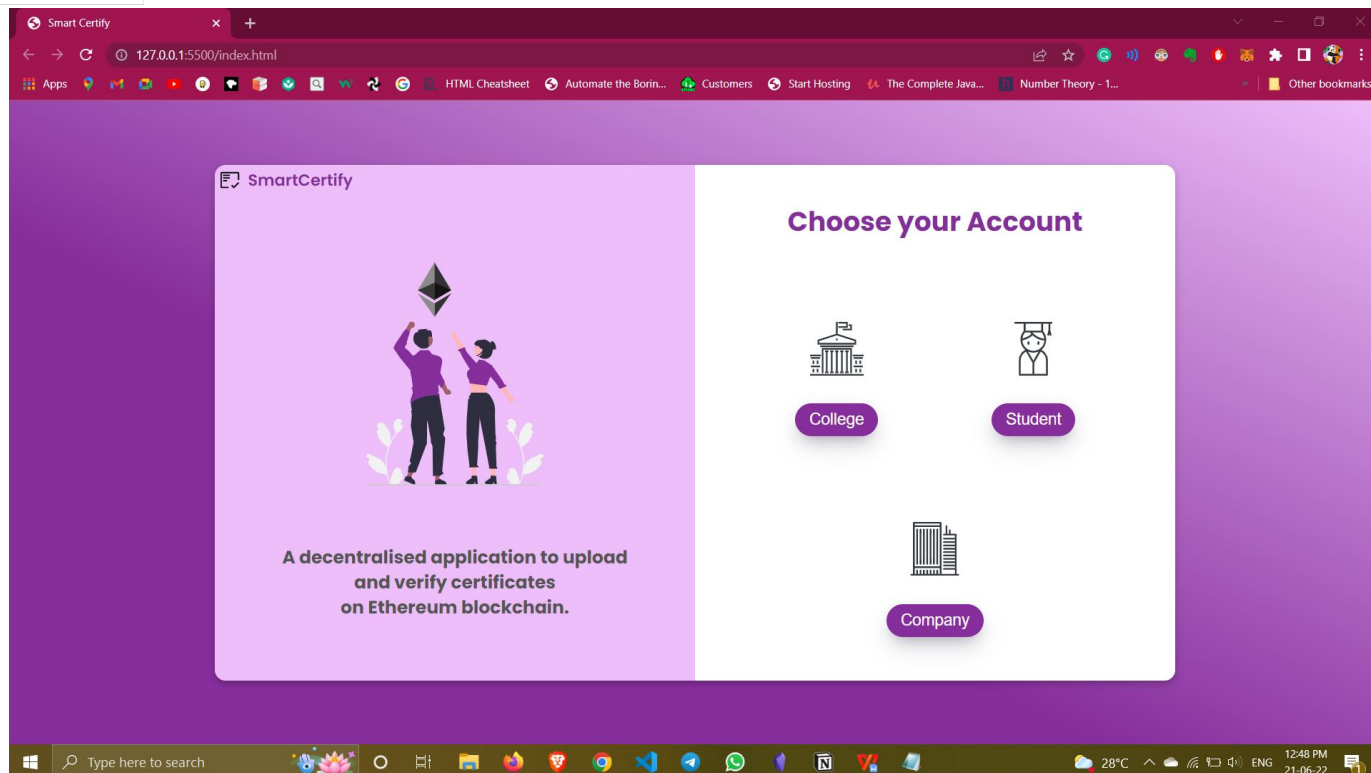 Smart Certify
127.0.0.1:5500/index.html
Apps
HTML Cheatsheet
Automate the Borin...
Customers
Start Hosting
The Complete Java...
Number Theory - 1...
Other bookmarks
SmartCertify
A decentralised application to upload
and verify certificates
on Ethereum blockchain.
Choose your Account
College
Student
Company
Type here to search
28°C
ENG
12:48 PM
21-06-22